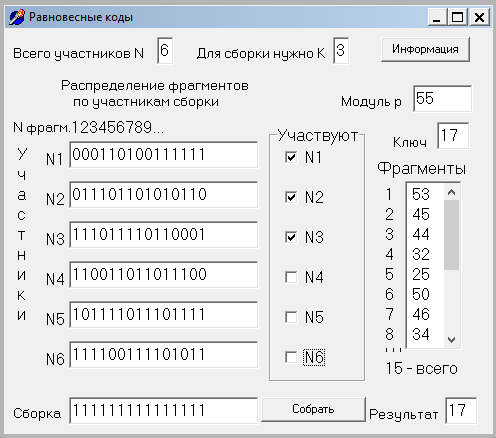 Равновесные коды
Всего участников N 6 Для сборки нужно K 3 Информация
Распределение фрагментов
по участникам сборки
Модуль p 55
N фрагм.123456789...
Участвуют
Ключ 17
Участники
Фрагменты
N1 000110100111111
N2 011101101010110
N3 111011110110001
N4 110011011011100
N5 101111011101111
N6 111100111101011
N1
N2
N3
N4
N5
N6
1 53
2 45
3 44
4 32
5 25
6 50
7 46
8 34
15 - всего
Сборка 111111111111111 Собрать Результат 17